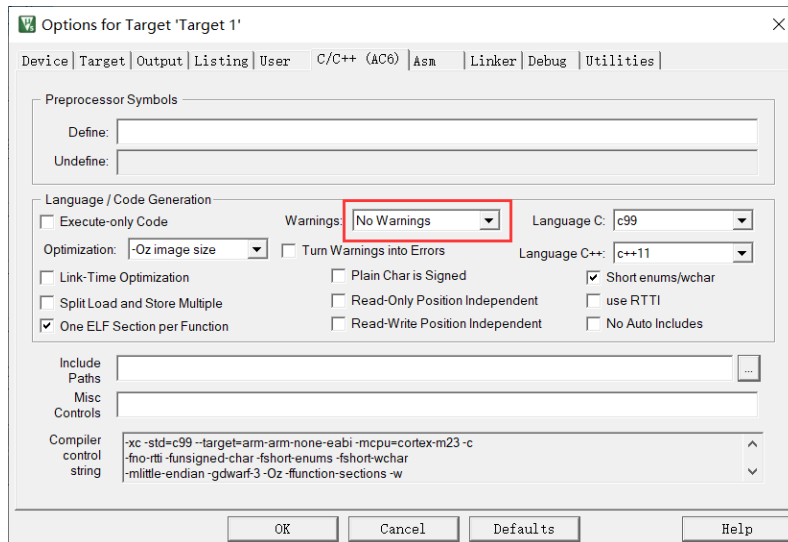 Options for Target 'Target 1'
Device Target Output Listing User C/C++ (AC6) Asm Linker Debug Utilities
Preprocessor Symbols
Define:
Undefine:
Language / Code Generation
Execute-only Code Warnings: No Warnings Language C: c99
Optimization: -Oz image size Turn Warnings into Errors Language C++: c++11
Link-Time Optimization Plain Char is Signed Short enums/wchar
Split Load and Store Multiple Read-Only Position Independent use RTTI
One ELF Section per Function Read-Write Position Independent No Auto Includes
Include
Paths ...
Misc
Controls
Compiler
control
string
-xc -std=c99 --target=arm-arm-none-eabi -mcpu=cortex-m23 -c
-fno-rtti -funsigned-char -fshort-enums -fshort-wchar
-mlittle-endian -gdwarf-3 -Oz -ffunction-sections -w
OK Cancel Defaults Help